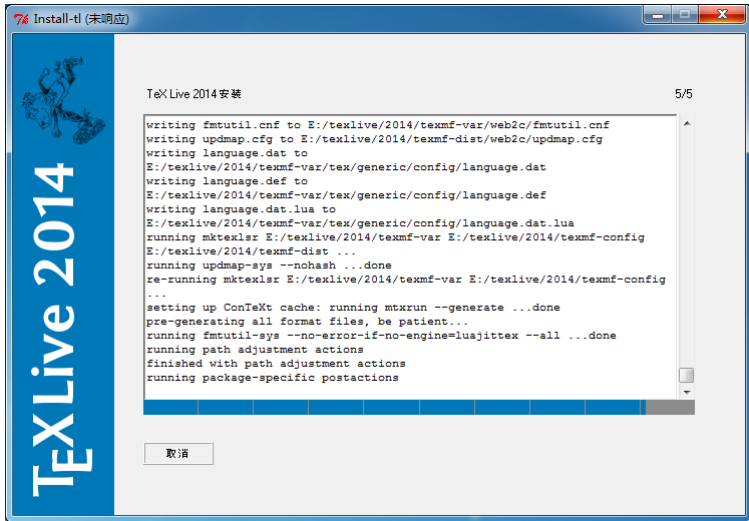 Install-tl (未响应)
TeX Live 2014
TeX Live 2014安装
5/5
writing fmtutil.cnf to E:/texlive/2014/texmf-var/web2c/fmtutil.cnf
writing updmap.cfg to E:/texlive/2014/texmf-dist/web2c/updmap.cfg
writing language.dat to
E:/texlive/2014/texmf-var/tex/generic/config/language.dat
writing language.def to
E:/texlive/2014/texmf-var/tex/generic/config/language.def
writing language.dat.lua to
E:/texlive/2014/texmf-var/tex/generic/config/language.dat.lua
running mktexlsr E:/texlive/2014/texmf-var E:/texlive/2014/texmf-config
E:/texlive/2014/texmf-dist ...
running updmap-sys --nohash ...done
re-running mktexlsr E:/texlive/2014/texmf-var E:/texlive/2014/texmf-config
...
setting up ConTeXt cache: running mtxrun --generate ...done
pre-generating all format files, be patient...
running fmtutil-sys --no-error-if-no-engine=luajittex --all ...done
running path adjustment actions
finished with path adjustment actions
running package-specific postactions
取消